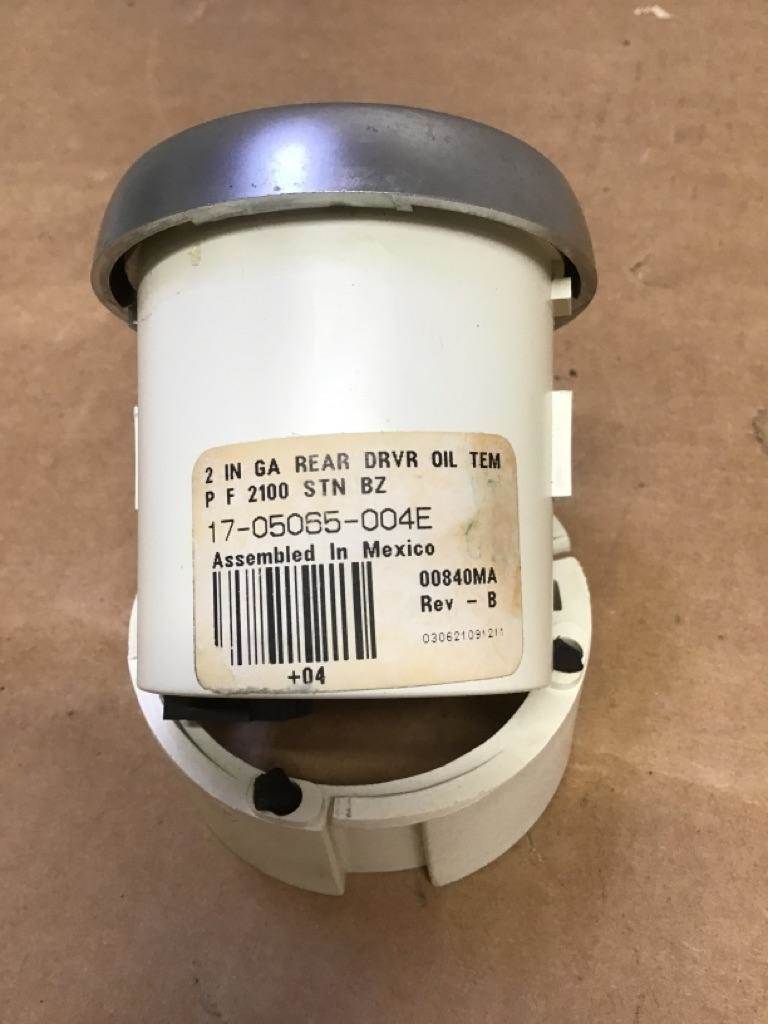 2 IN GA REAR DRVR OIL TEM
P F 2100 STN BZ
17-05065-004E
Assembled In Mexico
00840MA
Rev - B
030621091211
+04